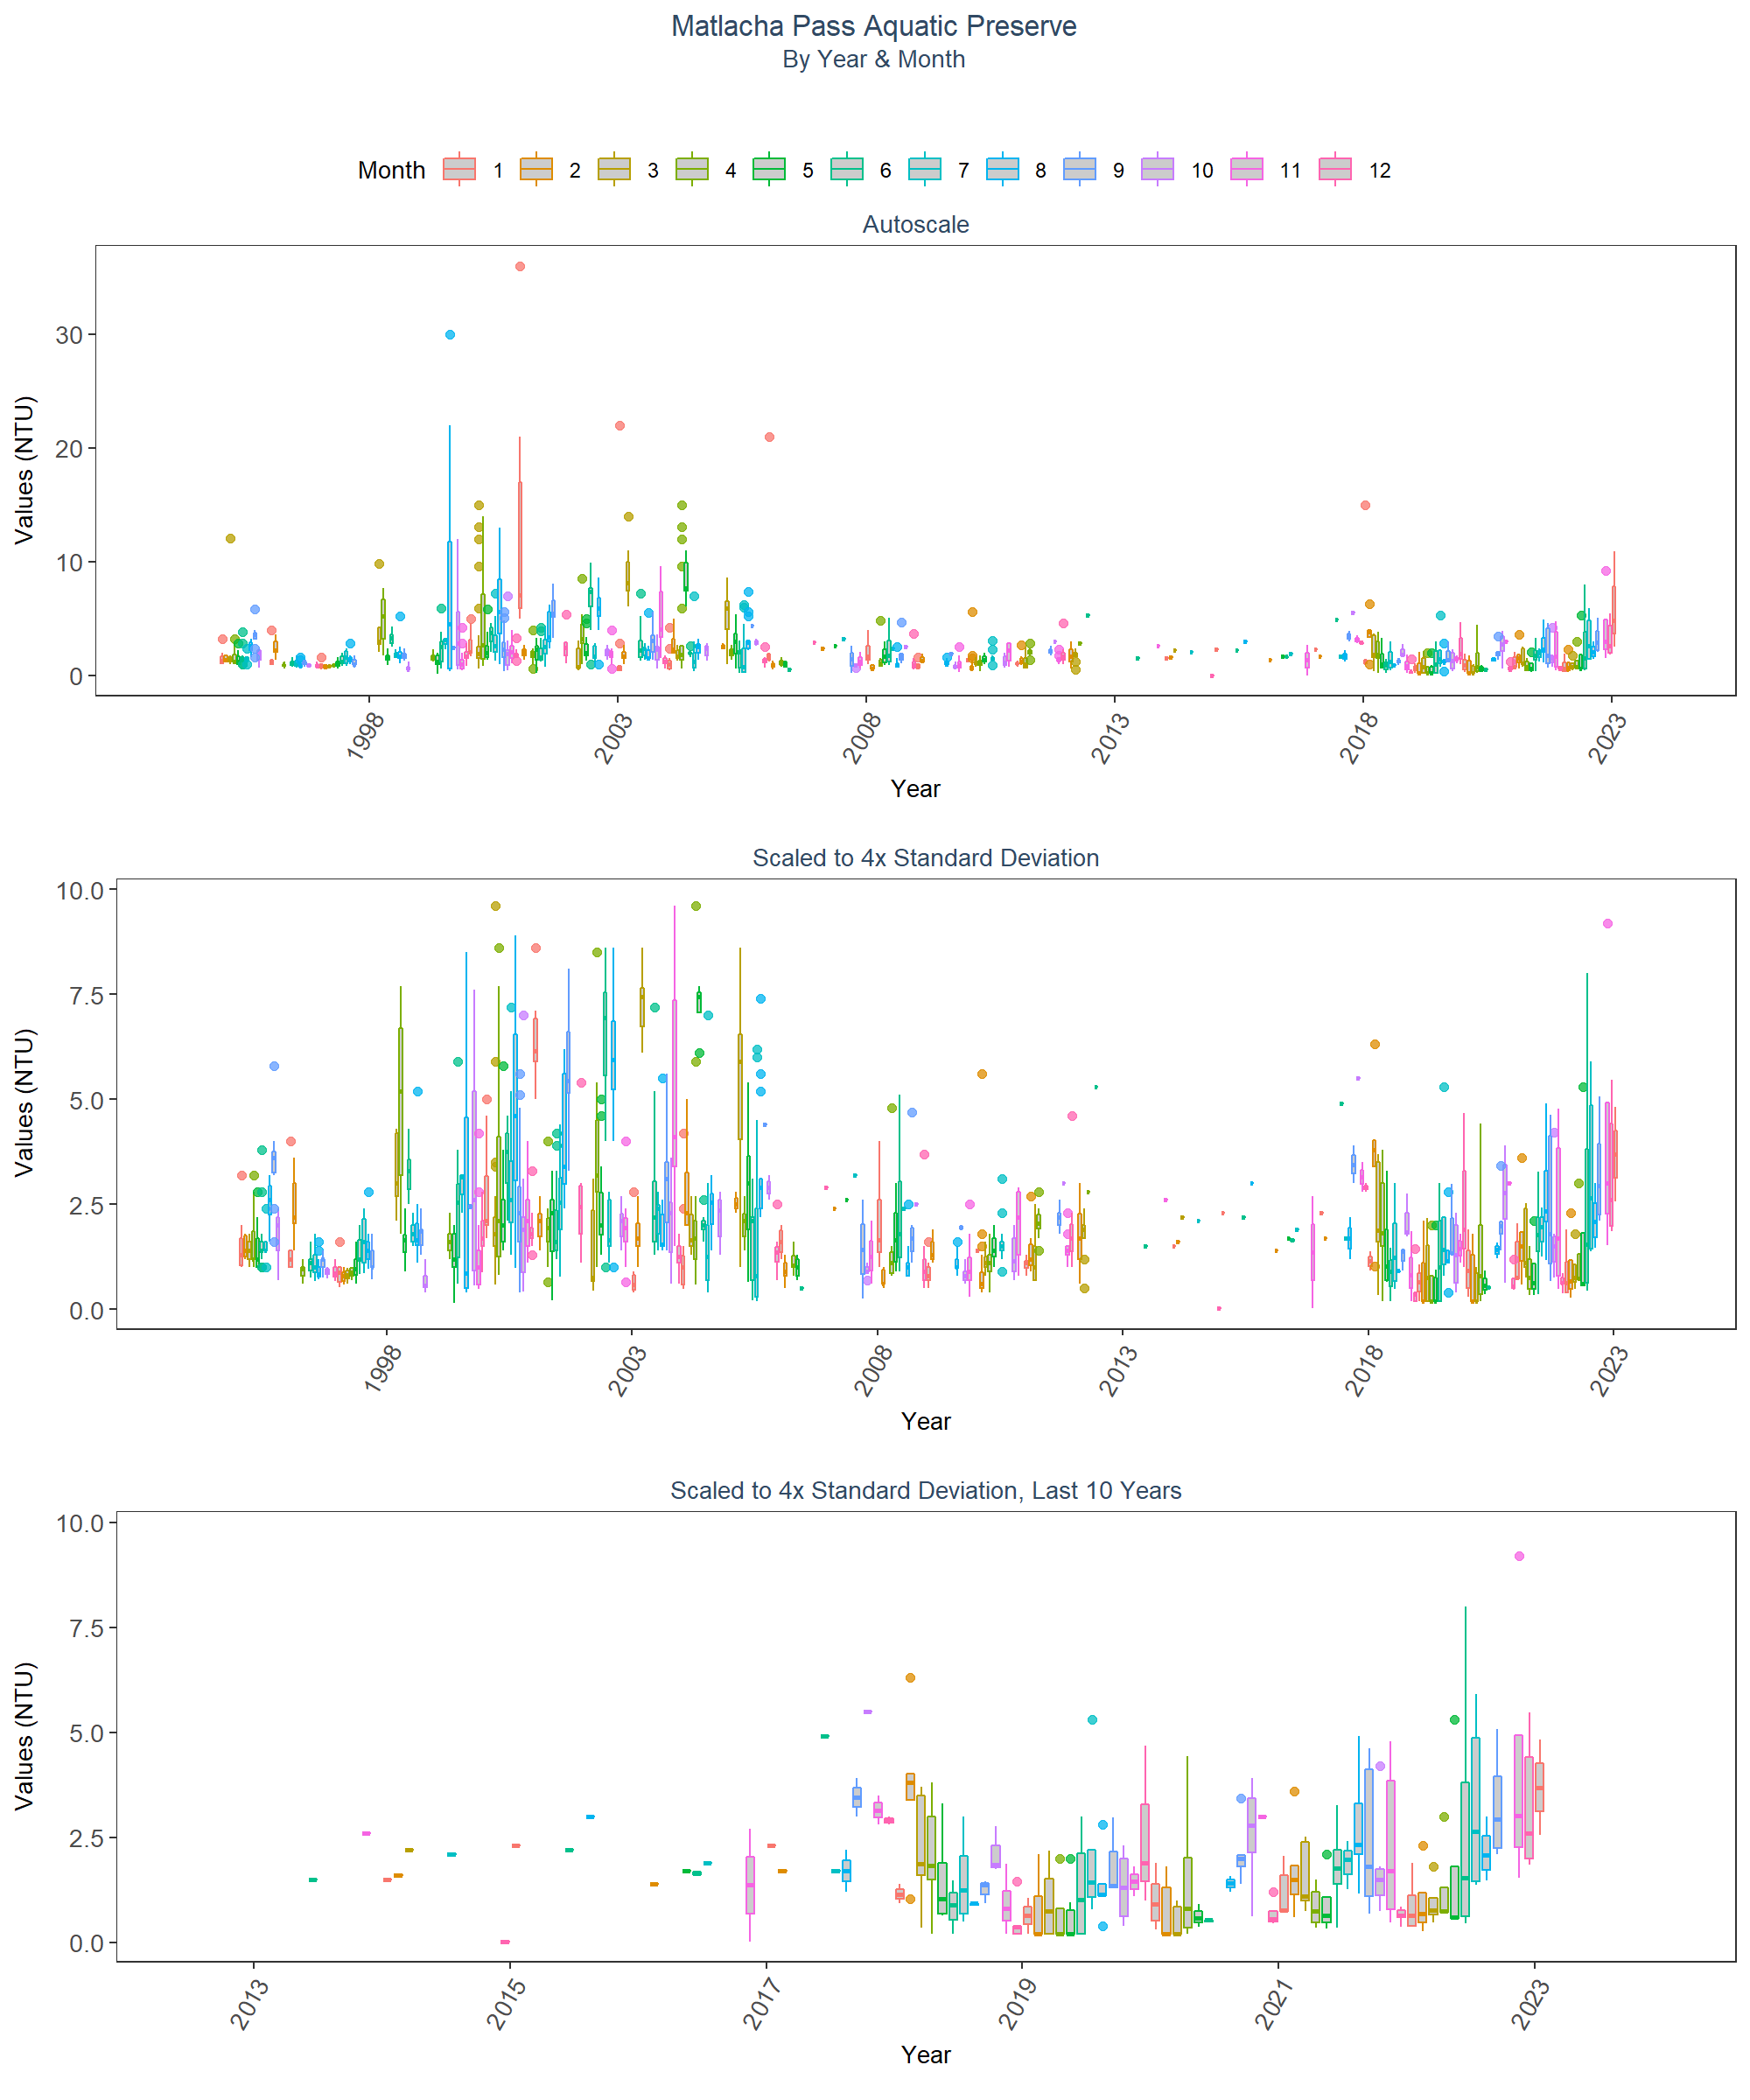 Matlacha Pass Aquatic Preserve
By Year & Month
Month 1 2 3 4 5 6 7 8 9 10 11 12
Autoscale
Values (NTU)
30
20
10
0
1998 2003 2008 2013 2018 2023
Year
Scaled to 4x Standard Deviation
Values (NTU)
10.0
7.5
5.0
2.5
0.0
1998 2003 2008 2013 2018 2023
Year
Scaled to 4x Standard Deviation, Last 10 Years
Values (NTU)
10.0
7.5
5.0
2.5
0.0
2013 2015 2017 2019 2021 2023
Year